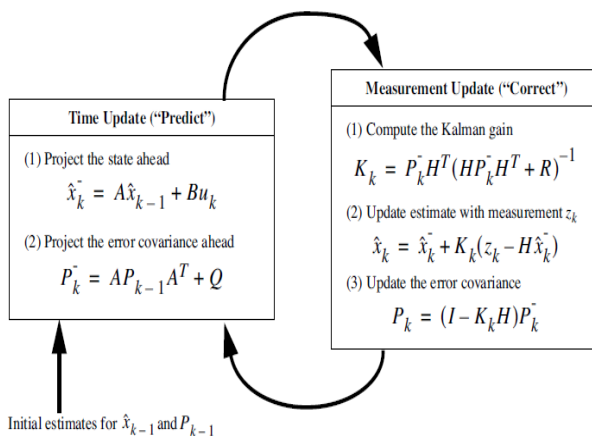 Time Update (“Predict”)
(1) Project the state ahead
x̂ₖ⁻ = Ax̂ₖ₋₁ + Buₖ
(2) Project the error covariance ahead
Pₖ⁻ = APₖ₋₁Aᵀ + Q
Measurement Update (“Correct”)
(1) Compute the Kalman gain
Kₖ = Pₖ⁻Hᵀ(HPₖ⁻Hᵀ + R)⁻¹
(2) Update estimate with measurement zₖ
x̂ₖ = x̂ₖ⁻ + Kₖ(zₖ – Hx̂ₖ⁻)
(3) Update the error covariance
Pₖ = (I – KₖH)Pₖ⁻
Initial estimates for x̂ₖ₋₁ and Pₖ₋₁